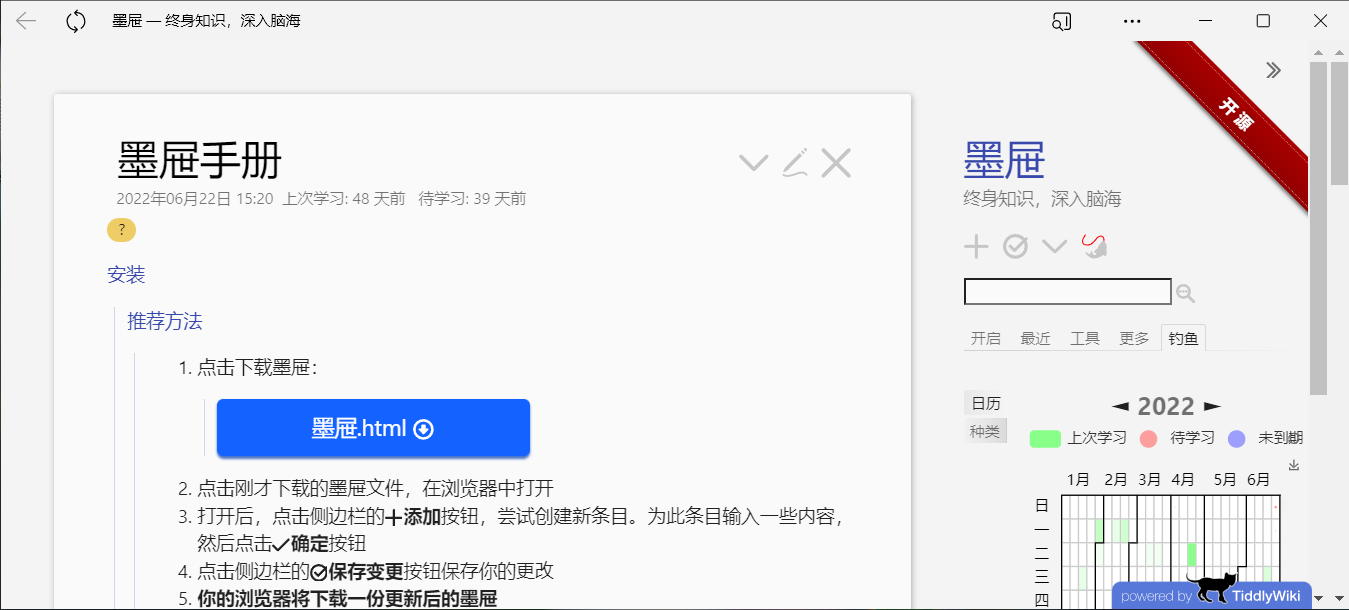 墨屉 — 终身知识，深入脑海
开源
墨屉手册
2022年06月22日 15:20 上次学习: 48 天前 待学习: 39 天前
?
安装
推荐方法
1. 点击下载墨屉：
墨屉.html
2. 点击刚才下载的墨屉文件，在浏览器中打开
3. 打开后，点击侧边栏的添加按钮，尝试创建新条目。为此条目输入一些内容，
然后点击确定按钮
4. 点击侧边栏的保存变更按钮保存你的更改
5. 你的浏览器将下载一份更新后的墨屉
墨屉
终身知识，深入脑海
开启 最近 工具 更多 钓鱼
日历
种类
◄ 2022 ►
上次学习 待学习 未到期
1月 2月 3月 4月 5月 6月
日
一
二
三
四
powered by TiddlyWiki